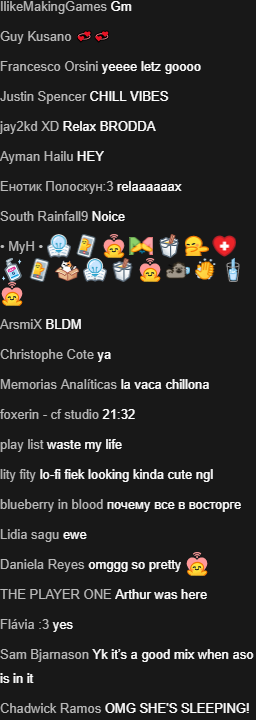 IlikeMakingGames Gm
Guy Kusano
Francesco Orsini yeeee letz goooo
Justin Spencer CHILL VIBES
jay2kd XD Relax BRODDA
Ayman Hailu HEY
Енотик Полоскун:3 relaaaaaax
South Rainfall9 Noice
• MyH •
ArsmiX BLDM
Christophe Cote ya
Memorias Analíticas la vaca chillona
foxerin - cf studio 21:32
play list waste my life
lity fity lo-fi fiek looking kinda cute ngl
blueberry in blood почему все в восторге
Lidia sagu ewe
Daniela Reyes omggg so pretty
THE PLAYER ONE Arthur was here
Flávia :3 yes
Sam Bjarnason Yk it's a good mix when aso
is in it
Chadwick Ramos OMG SHE'S SLEEPING!